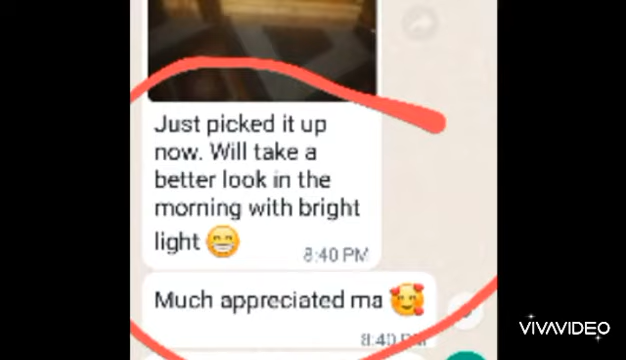 Just picked it up
now. Will take a
better look in the
morning with bright
light 😁
8:40 PM
Much appreciated ma 🥰
8:40 PM
VIVAVIDEO